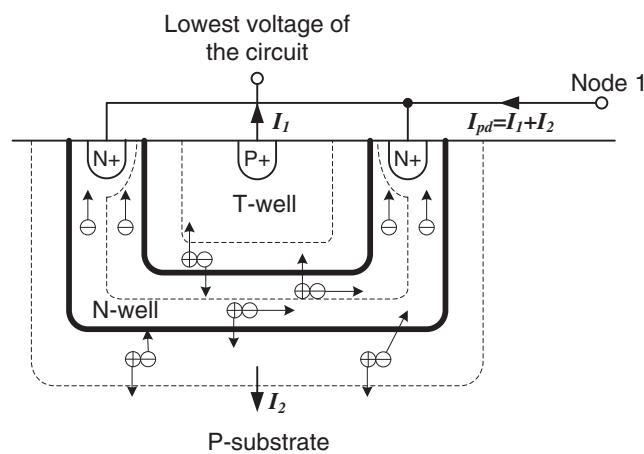 Lowest voltage of
the circuit
Node 1
I1
Ipd=I1+I2
N+
P+
N+
T-well
N-well
I2
P-substrate